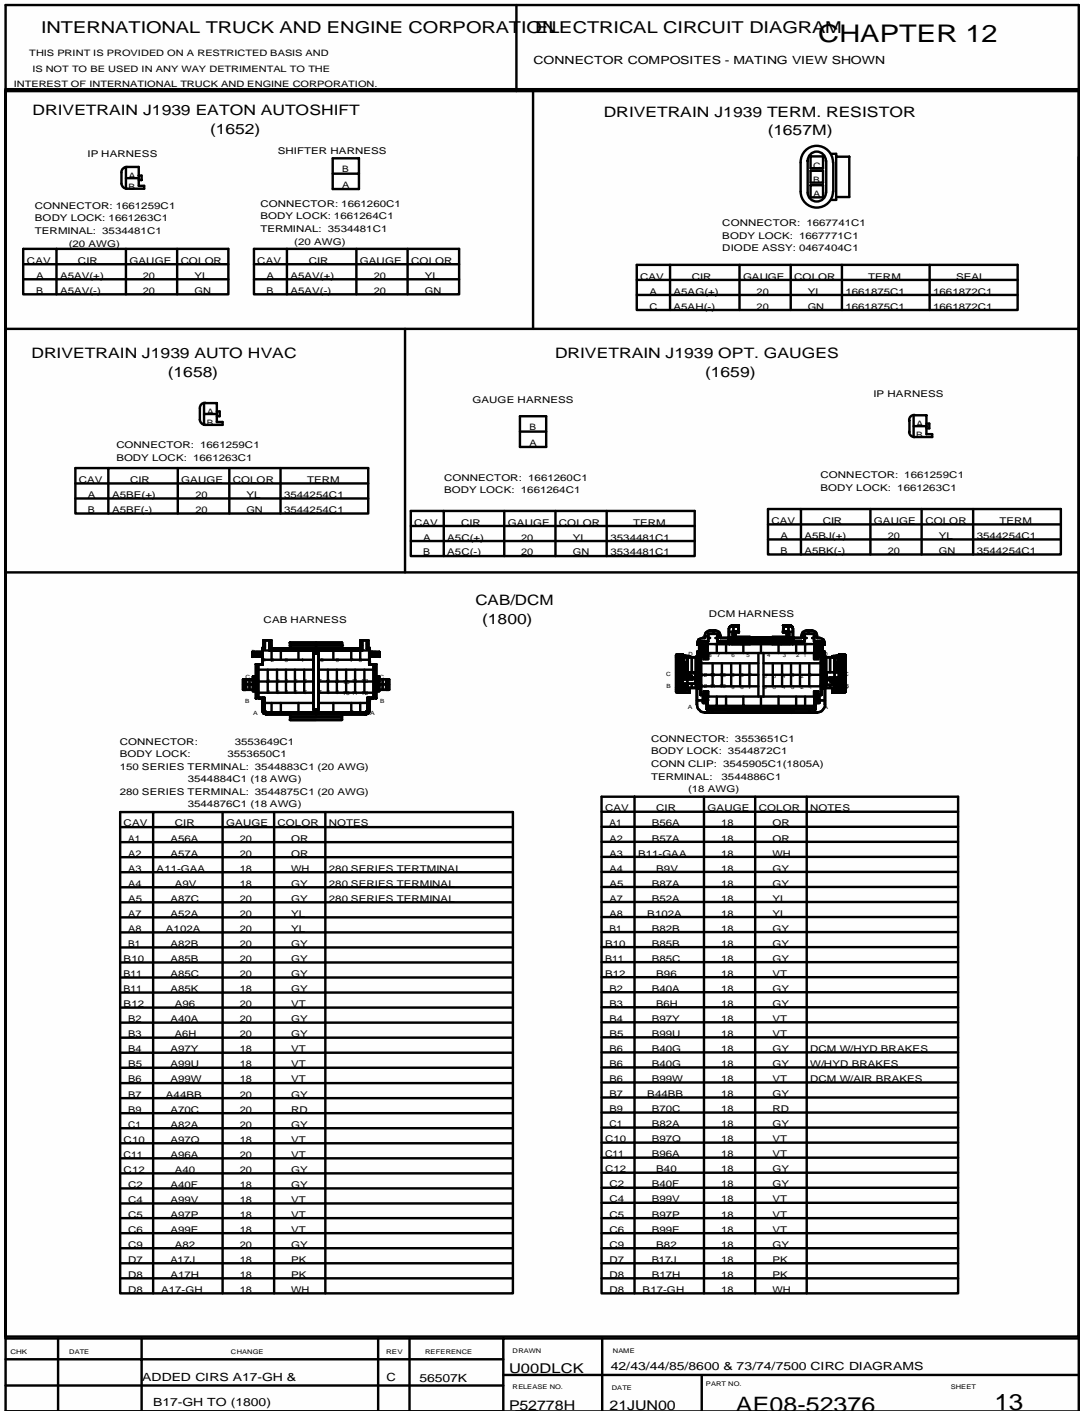 INTERNATIONAL TRUCK AND ENGINE CORPORATION
THIS PRINT IS PROVIDED ON A RESTRICTED BASIS AND
IS NOT TO BE USED IN ANY WAY DETRIMENTAL TO THE
INTEREST OF INTERNATIONAL TRUCK AND ENGINE CORPORATION.
ELECTRICAL CIRCUIT DIAGRAM
CHAPTER 12
CONNECTOR COMPOSITES - MATING VIEW SHOWN
DRIVETRAIN J1939 EATON AUTOSHIFT
(1652)
IP HARNESS
A
B
CONNECTOR: 1661259C1
BODY LOCK: 1661263C1
TERMINAL: 3534481C1
(20 AWG)
CAV CIR GAUGE COLOR
A A5AV(+) 20 YL
B A5AV(-) 20 GN
SHIFTER HARNESS
B
A
CONNECTOR: 1661260C1
BODY LOCK: 1661264C1
TERMINAL: 3534481C1
(20 AWG)
CAV CIR GAUGE COLOR
A A5AV(+) 20 YL
B A5AV(-) 20 GN
DRIVETRAIN J1939 TERM. RESISTOR
(1657M)
C
B
A
CONNECTOR: 1667741C1
BODY LOCK: 1667771C1
DIODE ASSY: 0467404C1
CAV CIR GAUGE COLOR TERM SEAL
A A5AG(+) 20 YL 1661875C1 1661872C1
C A5AH(-) 20 GN 1661875C1 1661872C1
DRIVETRAIN J1939 AUTO HVAC
(1658)
A
B
CONNECTOR: 1661259C1
BODY LOCK: 1661263C1
CAV CIR GAUGE COLOR TERM
A A5BF(+) 20 YL 3544254C1
B A5BF(-) 20 GN 3544254C1
DRIVETRAIN J1939 OPT. GAUGES
(1659)
GAUGE HARNESS
B
A
CONNECTOR: 1661260C1
BODY LOCK: 1661264C1
CAV CIR GAUGE COLOR TERM
A A5C(+) 20 YL 3534481C1
B A5C(-) 20 GN 3534481C1
IP HARNESS
A
B
CONNECTOR: 1661259C1
BODY LOCK: 1661263C1
CAV CIR GAUGE COLOR TERM
A A5BJ(+) 20 YL 3544254C1
B A5BK(-) 20 GN 3544254C1
CAB/DCM
(1800)
CAB HARNESS
CONNECTOR: 3553649C1
BODY LOCK: 3553650C1
150 SERIES TERMINAL: 3544883C1 (20 AWG)
3544884C1 (18 AWG)
280 SERIES TERMINAL: 3544875C1 (20 AWG)
3544876C1 (18 AWG)
CAV CIR GAUGE COLOR NOTES
A1 A56A 20 OR
A2 A57A 20 OR
A3 A11-GAA 18 WH 280 SERIES TERTMINAL
A4 A9V 18 GY 280 SERIES TERMINAL
A5 A87C 20 GY 280 SERIES TERMINAL
A7 A52A 20 YL
A8 A102A 20 YL
B1 A82B 20 GY
B10 A85B 20 GY
B11 A85C 20 GY
B11 A85K 18 GY
B12 A96 20 VT
B2 A40A 20 GY
B3 A6H 20 GY
B4 A97Y 18 VT
B5 A99U 18 VT
B6 A99W 18 VT
B7 A44BB 20 GY
B9 A70C 20 RD
C1 A82A 20 GY
C10 A97Q 18 VT
C11 A96A 20 VT
C12 A40 20 GY
C2 A40F 18 GY
C4 A99V 18 VT
C5 A97P 18 VT
C6 A99F 18 VT
C9 A82 20 GY
D7 A17J 18 PK
D8 A17H 18 PK
D8 A17-GH 18 WH
DCM HARNESS
CONNECTOR: 3553651C1
BODY LOCK: 3544872C1
CONN CLIP: 3545905C1(1805A)
TERMINAL: 3544886C1
(18 AWG)
CAV CIR GAUGE COLOR NOTES
A1 B56A 18 OR
A2 B57A 18 OR
A3 B11-GAA 18 WH
A4 B9V 18 GY
A5 B87A 18 GY
A7 B52A 18 YL
A8 B102A 18 YL
B1 B82B 18 GY
B10 B85B 18 GY
B11 B85C 18 GY
B12 B96 18 VT
B2 B40A 18 GY
B3 B6H 18 GY
B4 B97Y 18 VT
B5 B99U 18 VT
B6 B40G 18 GY DCM W/HYD BRAKES
B6 B40G 18 GY W/HYD BRAKES
B6 B99W 18 VT DCM W/AIR BRAKES
B7 B44BB 18 GY
B9 B70C 18 RD
C1 B82A 18 GY
C10 B97Q 18 VT
C11 B96A 18 VT
C12 B40 18 GY
C2 B40F 18 GY
C4 B99V 18 VT
C5 B97P 18 VT
C6 B99F 18 VT
C9 B82 18 GY
D7 B17J 18 PK
D8 B17H 18 PK
D8 B17-GH 18 WH
CHK DATE CHANGE REV REFERENCE
ADDED CIRS A17-GH & C 56507K
B17-GH TO (1800)
DRAWN
U00DLCK
NAME
42/43/44/85/8600 & 73/74/7500 CIRC DIAGRAMS
RELEASE NO.
P52778H
DATE
21JUN00
PART NO.
AE08-52376
SHEET
13